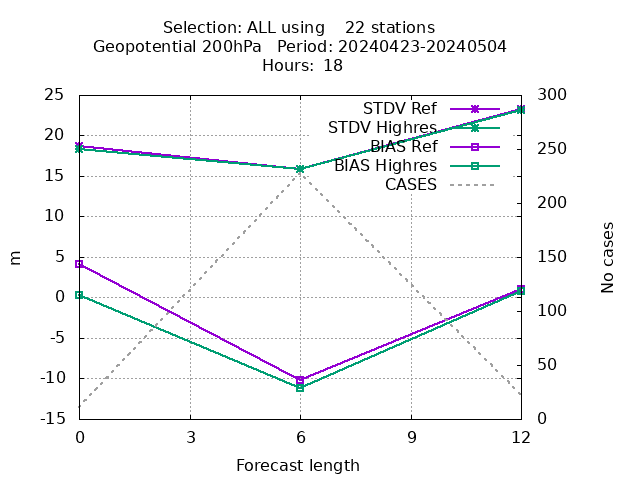 Selection: ALL using    22 stations
Geopotential 200hPa   Period: 20240423-20240504
Hours: 18
25
20
15
10
5
0
-5
-10
-15
m
300
250
200
150
100
50
0
No cases
STDV Ref
STDV Highres
BIAS Ref
BIAS Highres
CASES
0 3 6 9 12
Forecast length